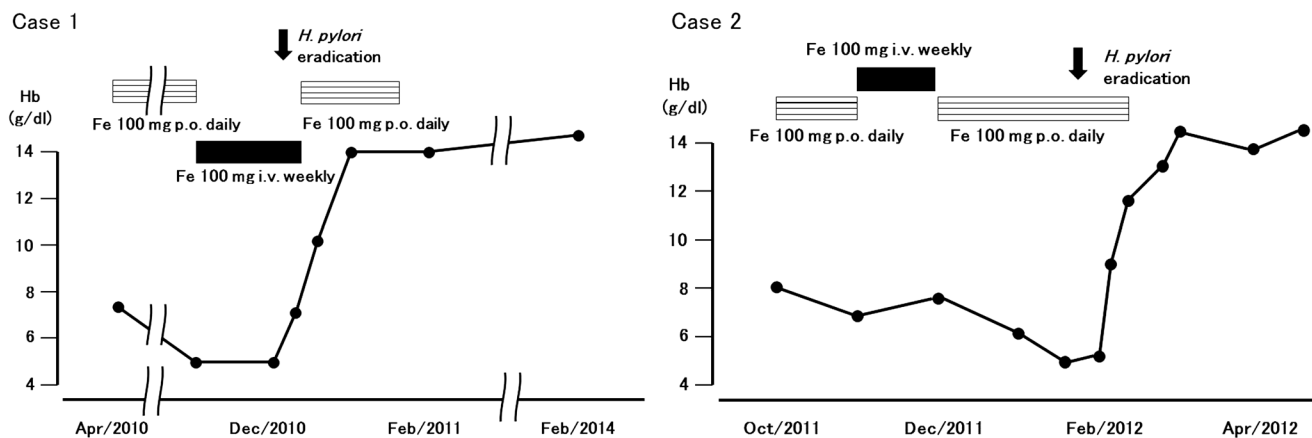 Case 1
H. pylori
eradication
Hb
(g/dl)
Fe 100 mg p.o. daily
Fe 100 mg p.o. daily
Fe 100 mg i.v. weekly
14
12
10
8
6
4
Apr/2010
Dec/2010
Feb/2011
Feb/2014
Case 2
Fe 100 mg i.v. weekly
H. pylori
eradication
Hb
(g/dl)
Fe 100 mg p.o. daily
Fe 100 mg p.o. daily
14
12
10
8
6
4
Oct/2011
Dec/2011
Feb/2012
Apr/2012